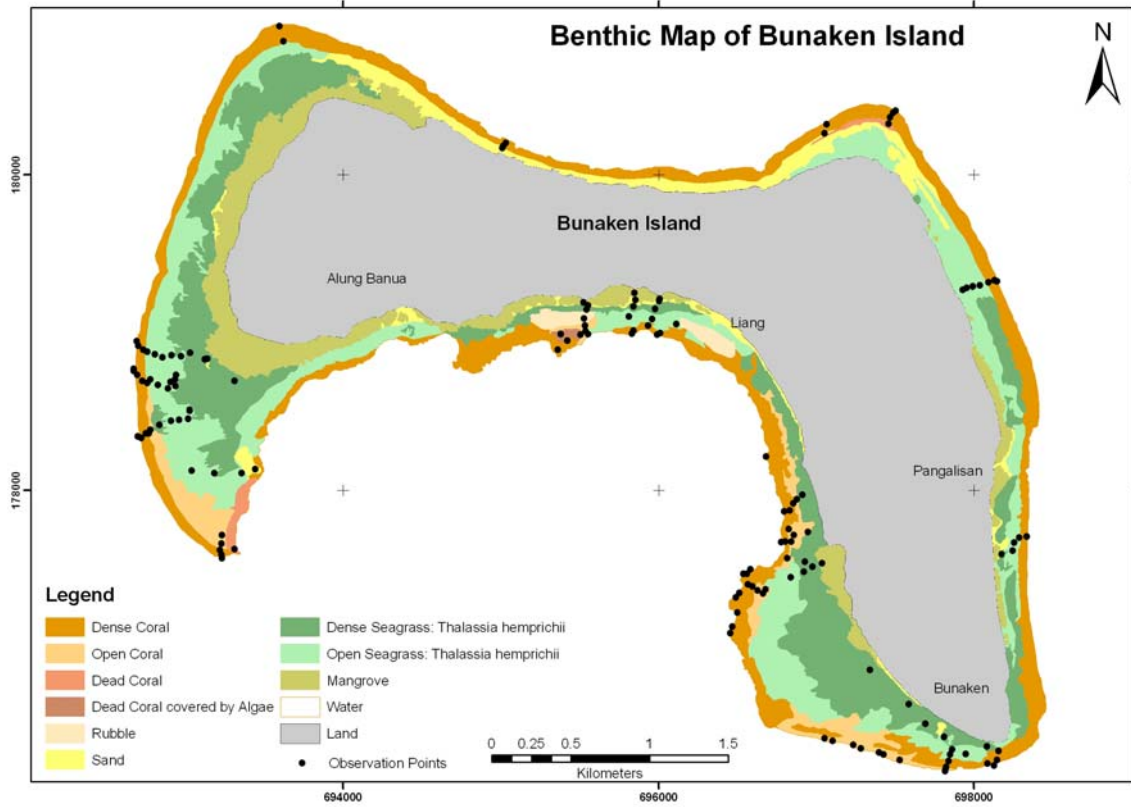 Benthic Map of Bunaken Island
N
180000
178000
Bunaken Island
Alung Banua
Liang
Pangalisan
Bunaken
Legend
Dense Coral
Open Coral
Dead Coral
Dead Coral covered by Algae
Rubble
Sand
Dense Seagrass: Thalassia hemprichii
Open Seagrass: Thalassia hemprichii
Mangrove
Water
Land
Observation Points
0 0.25 0.5 1 1.5
Kilometers
694000 696000 698000